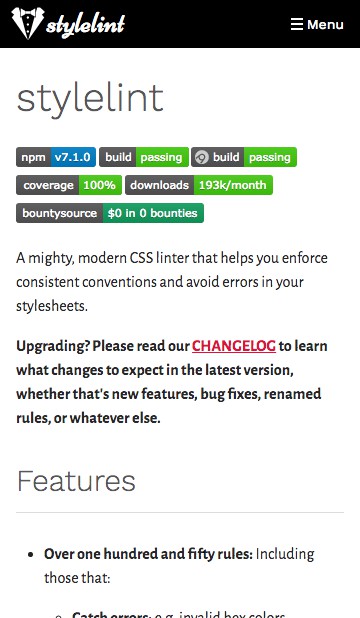 stylelint
Menu
stylelint
npm v7.1.0 build passing build passing
coverage 100% downloads 193k/month
bountysource $0 in 0 bounties
A mighty, modern CSS linter that helps you enforce
consistent conventions and avoid errors in your
stylesheets.
Upgrading? Please read our CHANGELOG to learn
what changes to expect in the latest version,
whether that's new features, bug fixes, renamed
rules, or whatever else.
Features
Over one hundred and fifty rules: Including
those that:
Catch errors: e.g. invalid hex colors,